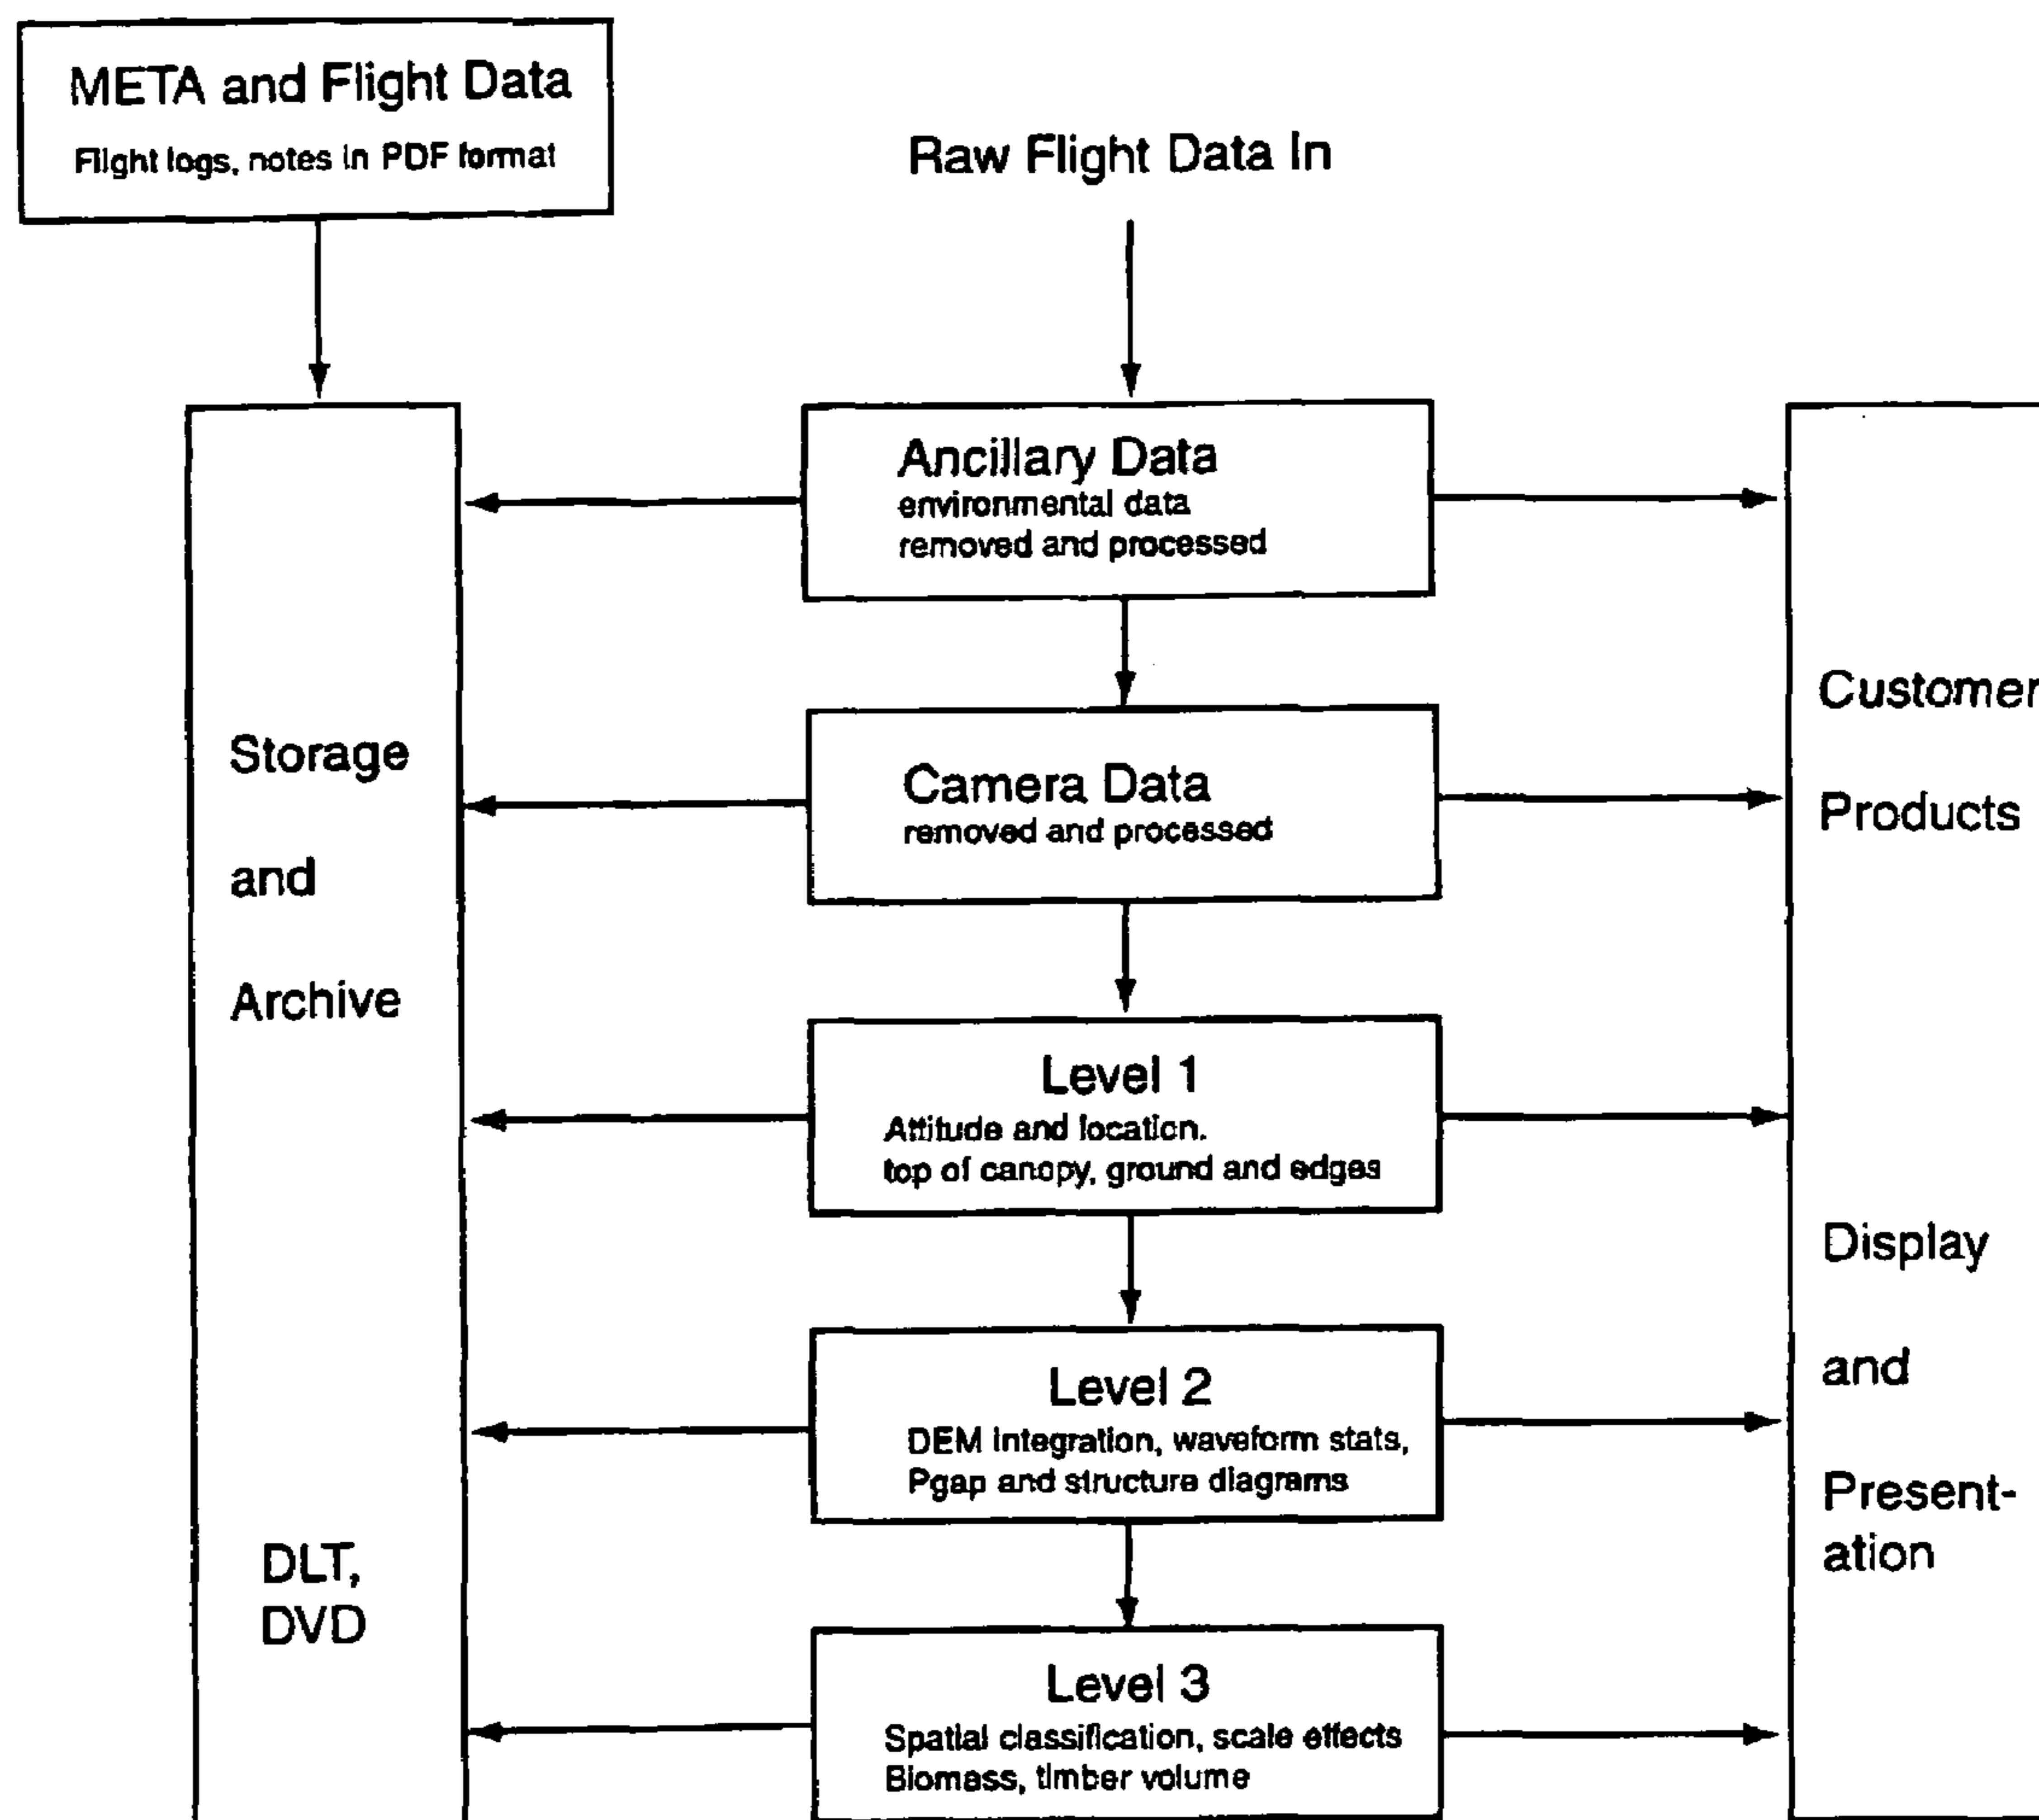 META and Flight Data
Flight logs, notes in PDF format
Raw Flight Data In
Ancillary Data
environmental data
removed and processed
Camera Data
removed and processed
Level 1
Attitude and location.
top of canopy, ground and edges
Level 2
DEM integration, waveform stats,
Pgap and structure diagrams
Level 3
Spatial classification, scale effects
Biomass, timber volume
Storage
and
Archive
DLT,
DVD
Customer
Products
Display
and
Present-
ation